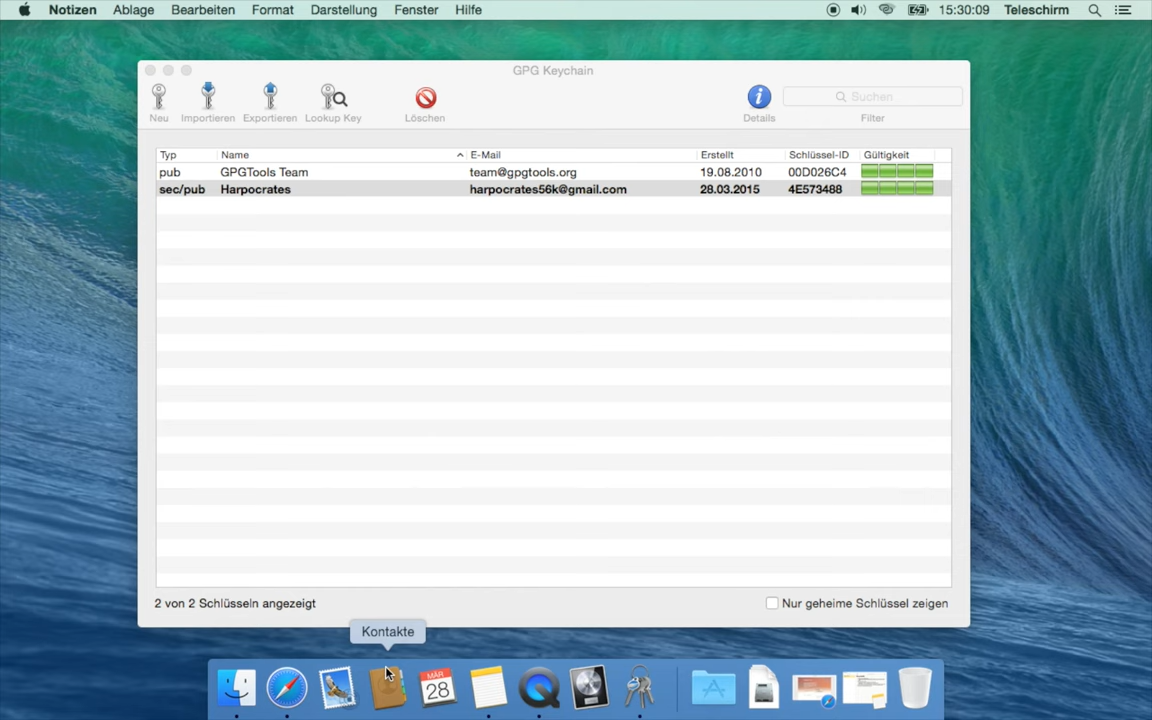 Notizen Ablage Bearbeiten Format Darstellung Fenster Hilfe 15:30:09 Teleschirm
GPG Keychain
Neu Importieren Exportieren Lookup Key Löschen Details Suchen
Filter
Typ Name E-Mail Erstellt Schlüssel-ID Gültigkeit
pub GPGTools Team team@gpgtools.org 19.08.2010 00D026C4
sec/pub Harpocrates harpocrates56k@gmail.com 28.03.2015 4E573488
2 von 2 Schlüsseln angezeigt Nur geheime Schlüssel zeigen
Kontakte
MÄR
28